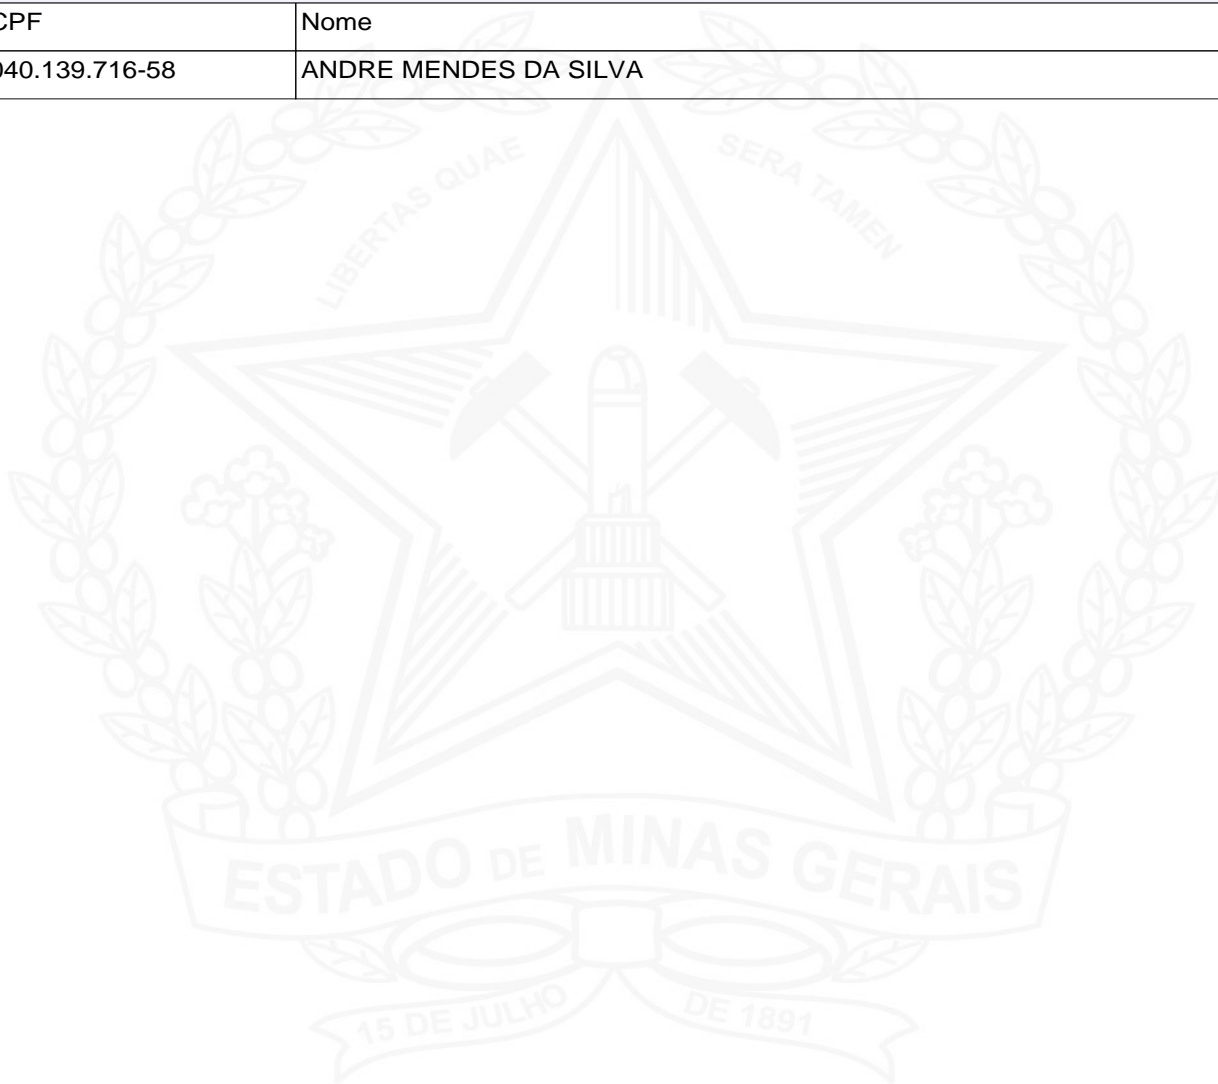 CPF Nome
040.139.716-58 ANDRE MENDES DA SILVA
LIBERTAS QUAE SERA TAMEN
ESTADO DE MINAS GERAIS
15 DE JULHO DE 1891